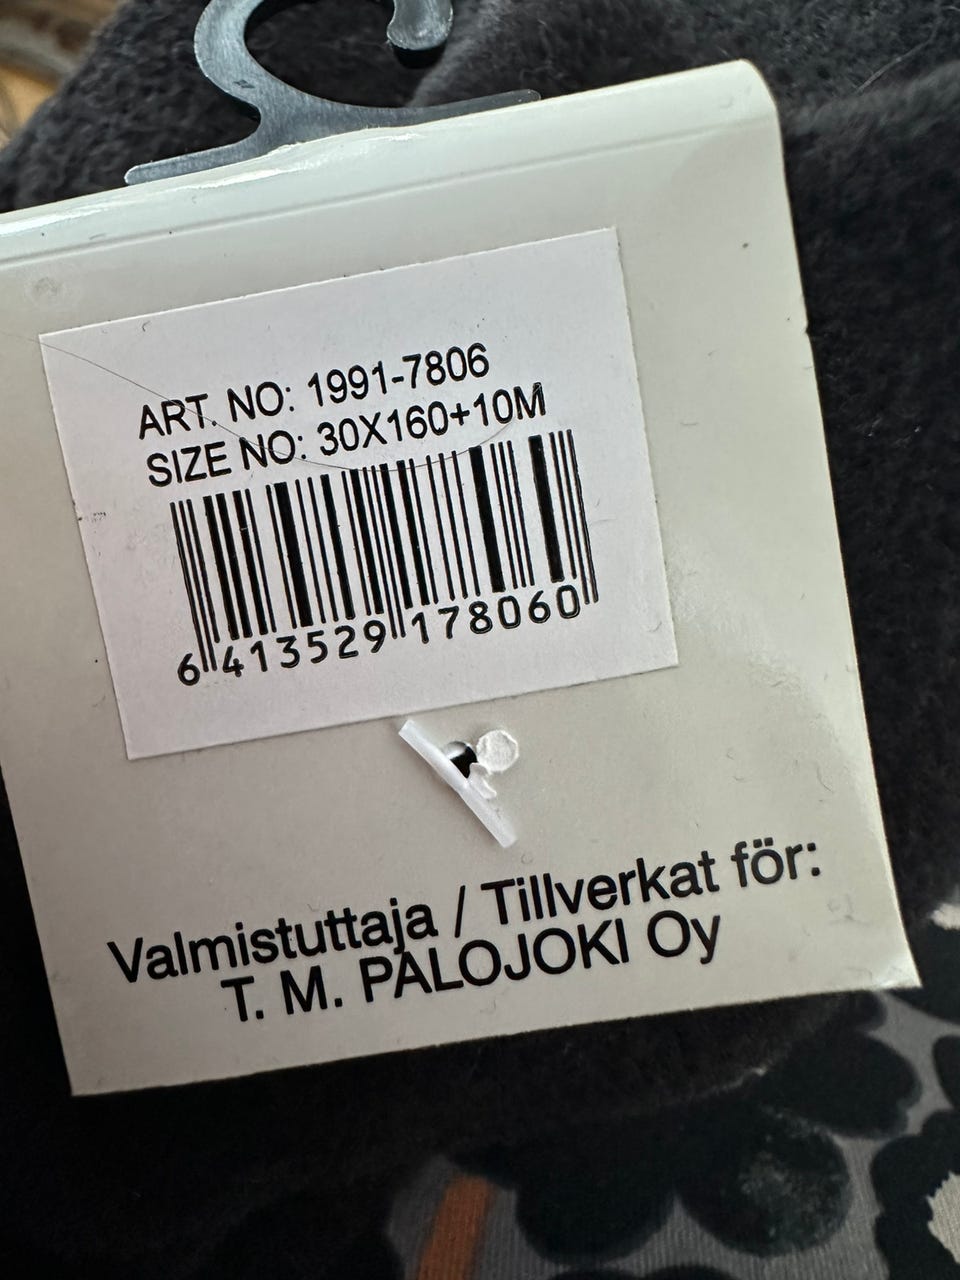 ART. NO: 1991-7806
SIZE NO: 30X160+10M
6 413529 178060
Valmistuttaja / Tillverkat för:
T. M. PALOJOKI Oy